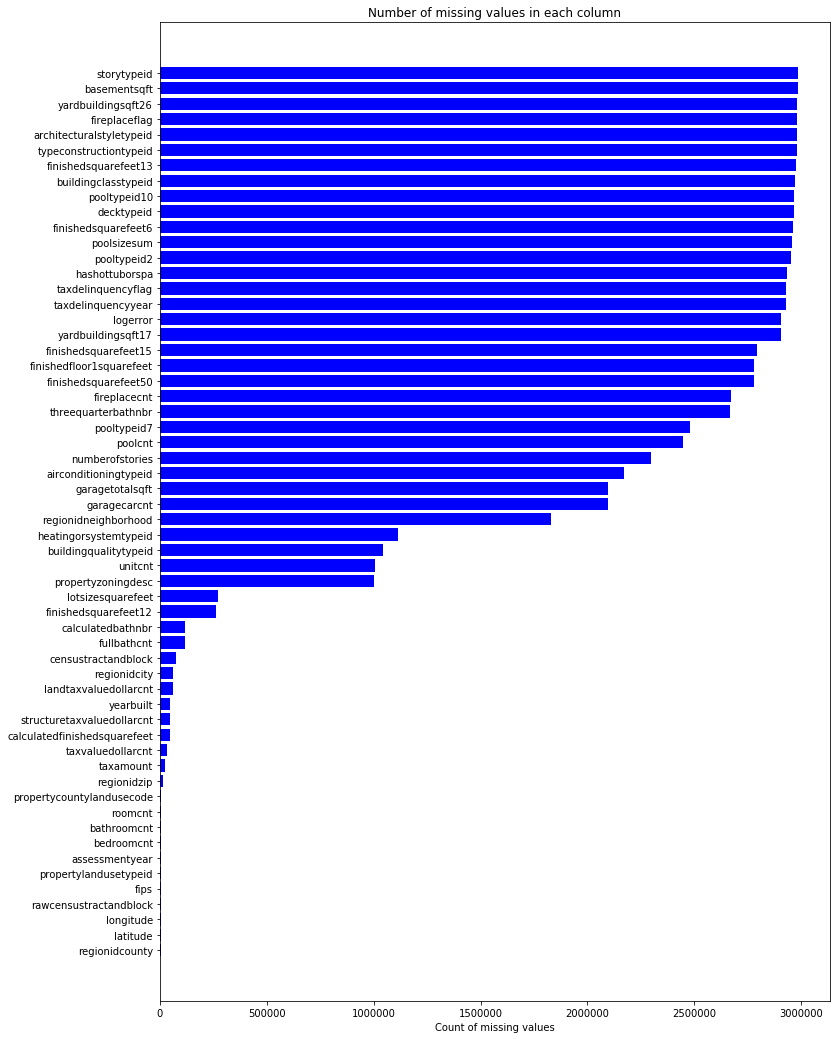 Number of missing values in each column
storytypeid
basementsqft
yardbuildingsqft26
fireplaceflag
architecturalstyletypeid
typeconstructiontypeid
finishedsquarefeet13
buildingclasstypeid
pooltypeid10
decktypeid
finishedsquarefeet6
poolsizesum
pooltypeid2
hashottuborspa
taxdelinquencyflag
taxdelinquencyyear
logerror
yardbuildingsqft17
finishedsquarefeet15
finishedfloor1squarefeet
finishedsquarefeet50
fireplacecnt
threequarterbathnbr
pooltypeid7
poolcnt
numberofstories
airconditioningtypeid
garagetotalsqft
garagecarcnt
regionidneighborhood
heatingorsystemtypeid
buildingqualitytypeid
unitcnt
propertyzoningdesc
lotsizesquarefeet
finishedsquarefeet12
calculatedbathnbr
fullbathcnt
censustractandblock
regionidcity
landtaxvaluedollarcnt
yearbuilt
structuretaxvaluedollarcnt
calculatedfinishedsquarefeet
taxvaluedollarcnt
taxamount
regionidzip
propertycountylandusecode
roomcnt
bathroomcnt
bedroomcnt
assessmentyear
propertylandusetypeid
fips
rawcensustractandblock
longitude
latitude
regionidcounty
0 500000 1000000 1500000 2000000 2500000 3000000
Count of missing values